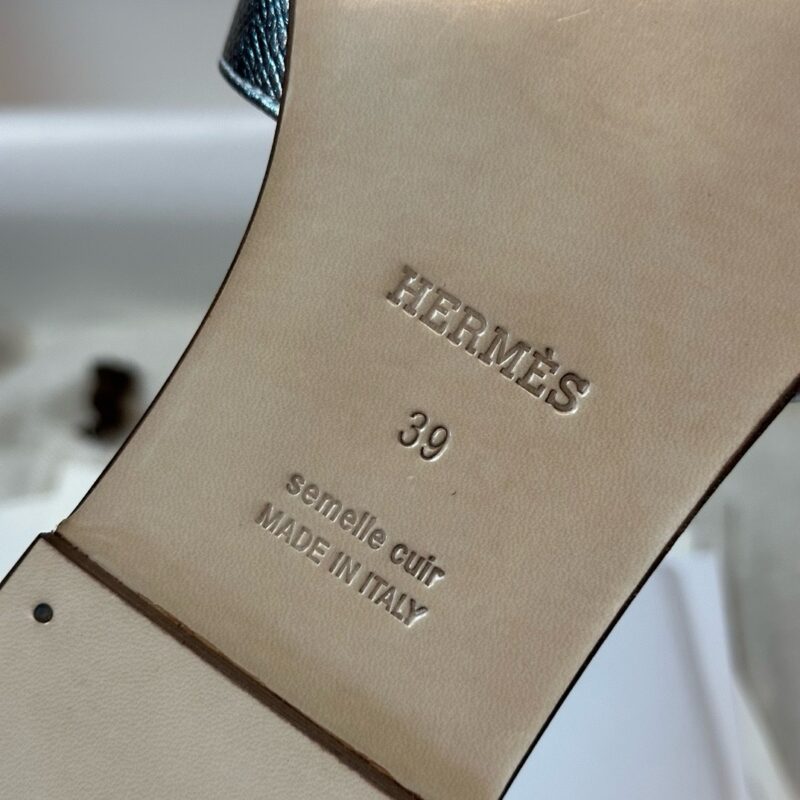 HERMÈS
39
semelle cuir
MADE IN ITALY